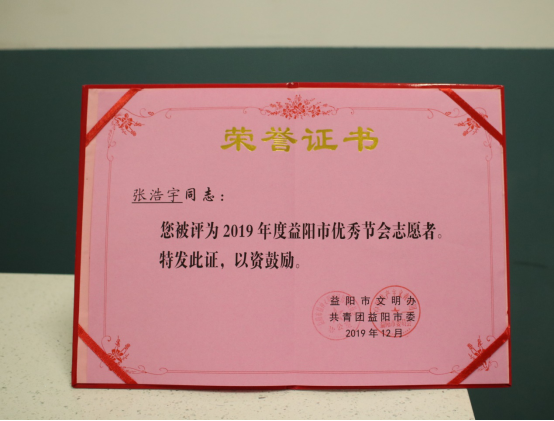 荣誉证书
张浩宇同志：
您被评为2019年度益阳市优秀节会志愿者。
特发此证，以资鼓励。
益阳市文明办
共青团益阳市委
2019年12月